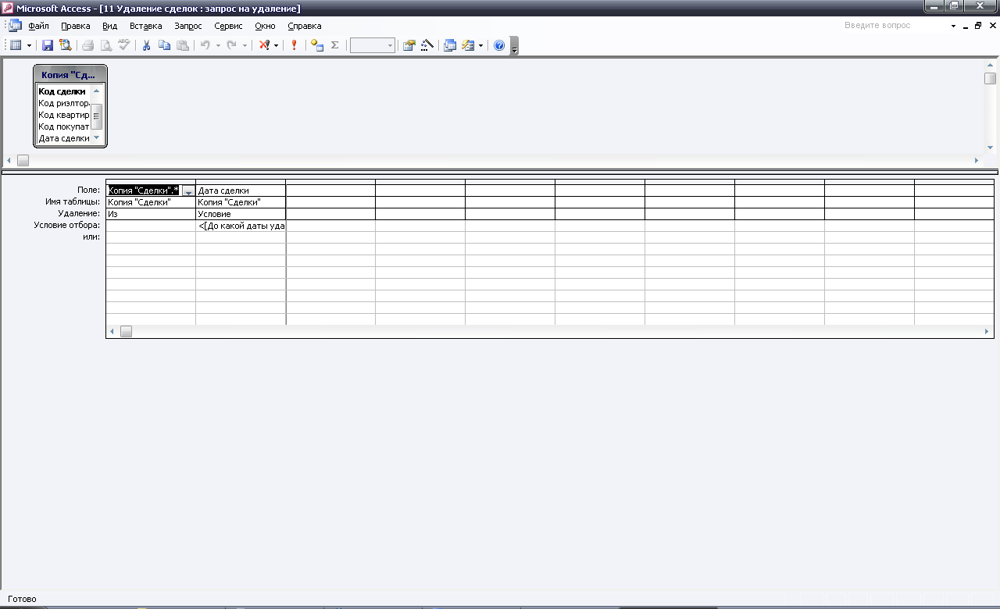 Microsoft Access - [11 Удаление сделок : запрос на удаление]
Файл Правка Вид Вставка Запрос Сервис Окно Справка Введите вопрос
Копия "Сд...
Код сделки
Код риэлтор
Код квартир
Код покупат
Дата сделки
Поле: Копия "Сделки".* Дата сделки
Имя таблицы: Копия "Сделки" Копия "Сделки"
Удаление: Из Условие
Условие отбора: <[До какой даты уда
или:
Готово